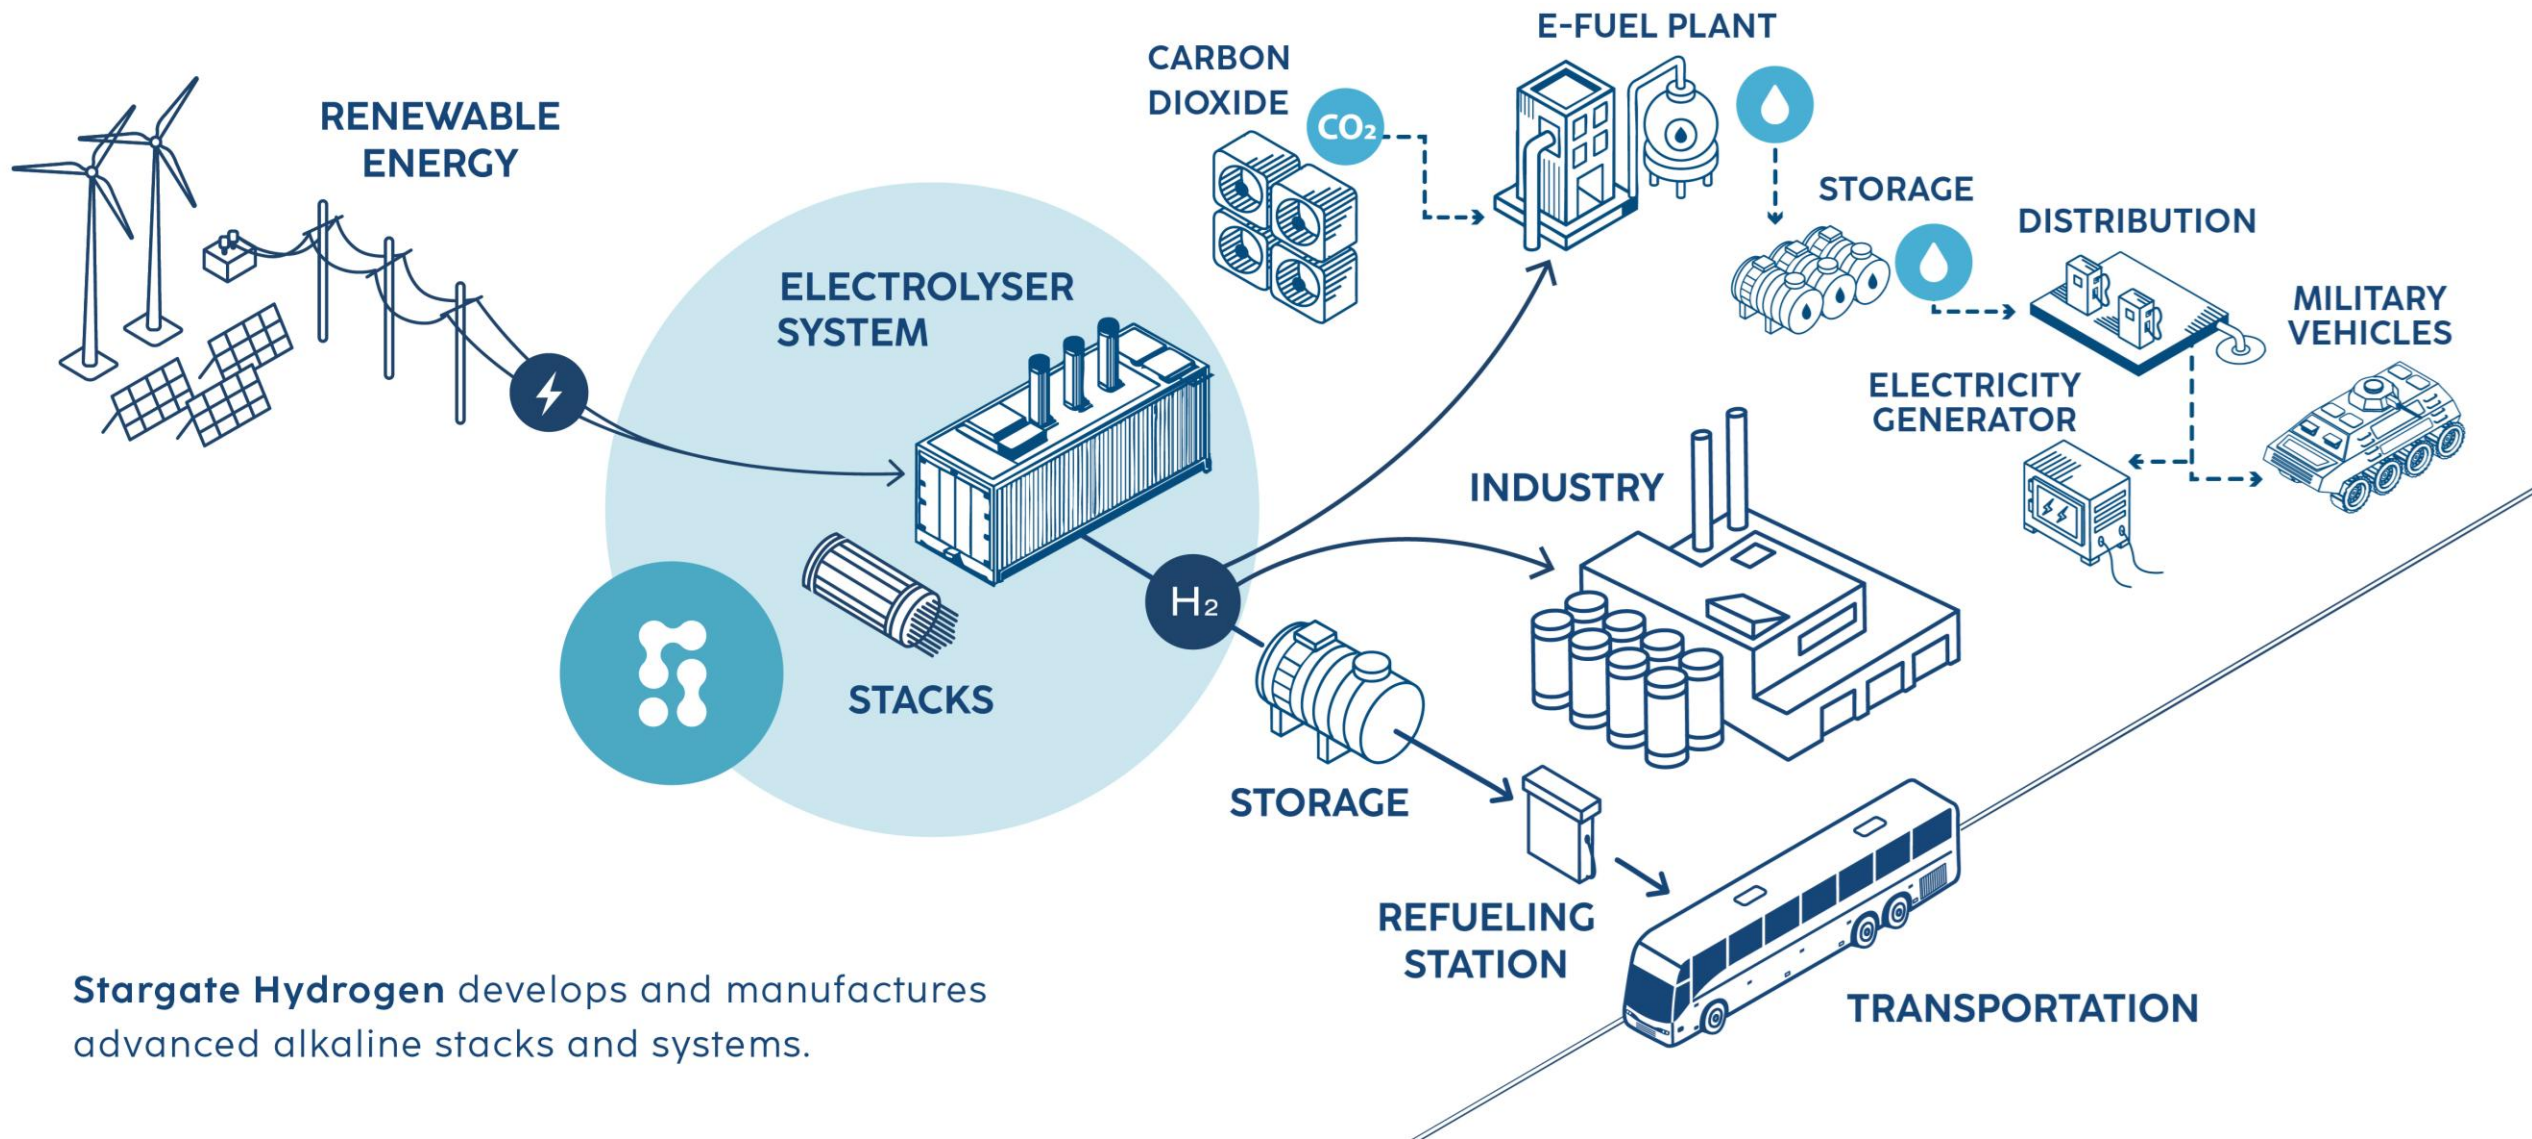 RENEWABLE
ENERGY
ELECTROLYSER
SYSTEM
STACKS
H₂
CARBON
DIOXIDE
CO₂
E-FUEL PLANT
STORAGE
DISTRIBUTION
MILITARY
VEHICLES
ELECTRICITY
GENERATOR
INDUSTRY
STORAGE
REFUELING
STATION
TRANSPORTATION
Stargate Hydrogen develops and manufactures
advanced alkaline stacks and systems.